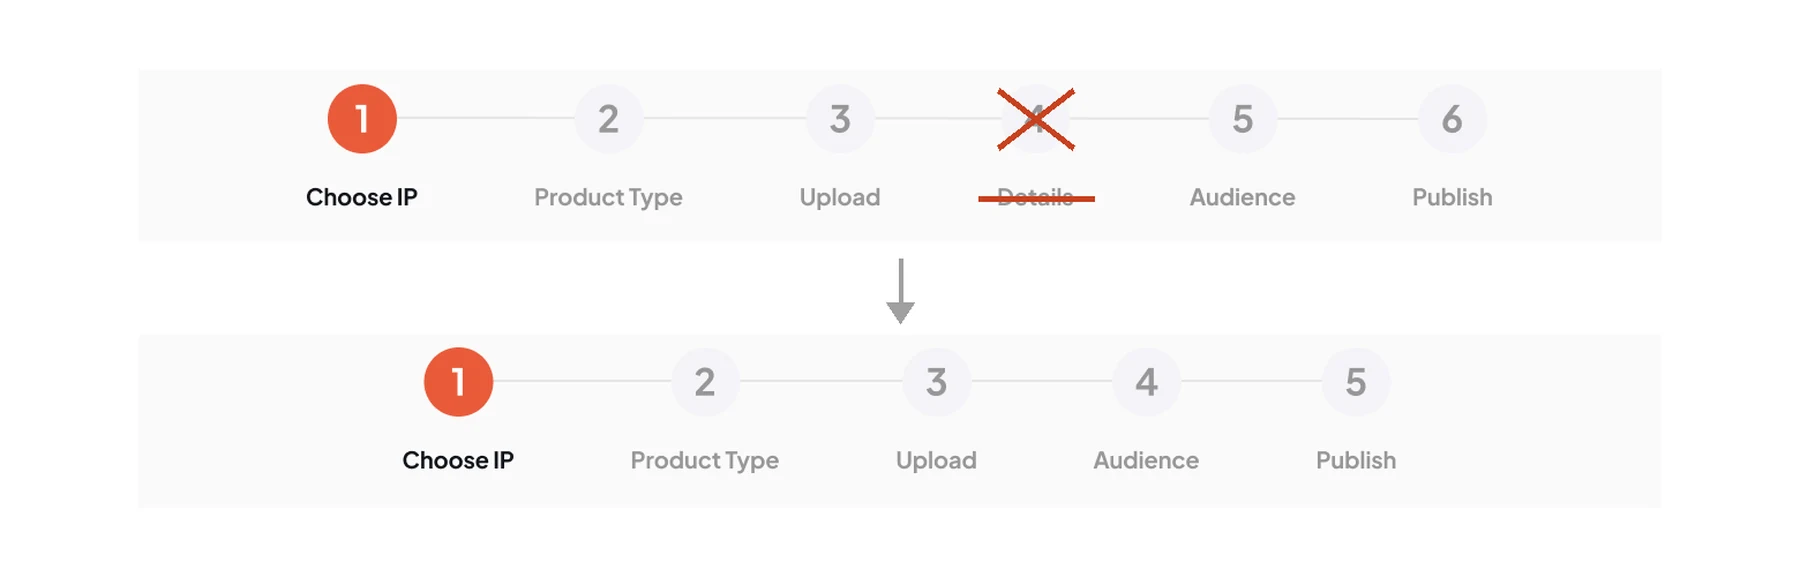 1 2 3 4 5 6
Choose IP Product Type Upload Details Audience Publish
1 2 3 4 5
Choose IP Product Type Upload Audience Publish